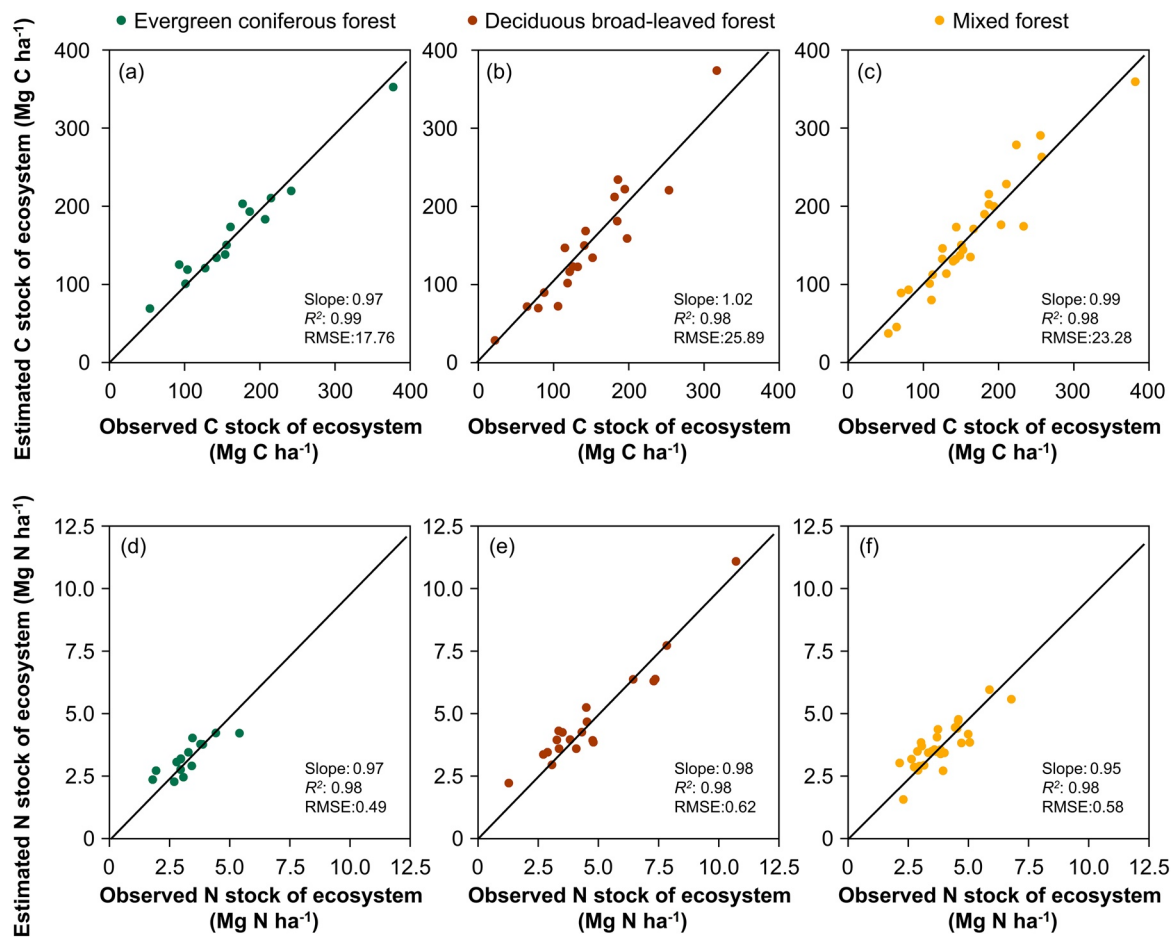 Evergreen coniferous forest
Deciduous broad-leaved forest
Mixed forest
Estimated C stock of ecosystem (Mg C ha⁻¹)
400
300
200
100
0
(a)
Slope: 0.97
R²: 0.99
RMSE:17.76
0 100 200 300 400
Observed C stock of ecosystem
(Mg C ha⁻¹)
400
300
200
100
0
(b)
Slope: 1.02
R²: 0.98
RMSE:25.89
0 100 200 300 400
Observed C stock of ecosystem
(Mg C ha⁻¹)
400
300
200
100
0
(c)
Slope: 0.99
R²: 0.98
RMSE:23.28
0 100 200 300 400
Observed C stock of ecosystem
(Mg C ha⁻¹)
Estimated N stock of ecosystem (Mg N ha⁻¹)
12.5
10.0
7.5
5.0
2.5
0
(d)
Slope: 0.97
R²: 0.98
RMSE:0.49
0 2.5 5.0 7.5 10.0 12.5
Observed N stock of ecosystem
(Mg N ha⁻¹)
12.5
10.0
7.5
5.0
2.5
0
(e)
Slope: 0.98
R²: 0.98
RMSE:0.62
0 2.5 5.0 7.5 10.0 12.5
Observed N stock of ecosystem
(Mg N ha⁻¹)
12.5
10.0
7.5
5.0
2.5
0
(f)
Slope: 0.95
R²: 0.98
RMSE:0.58
0 2.5 5.0 7.5 10.0 12.5
Observed N stock of ecosystem
(Mg N ha⁻¹)